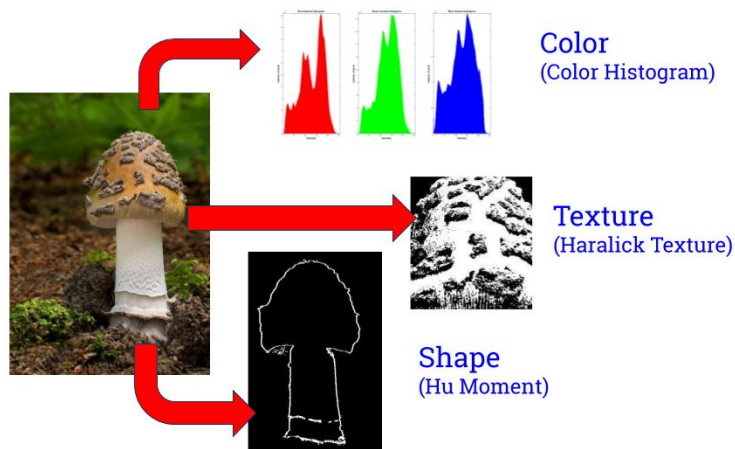 Color
(Color Histogram)
Texture
(Haralick Texture)
Shape
(Hu Moment)